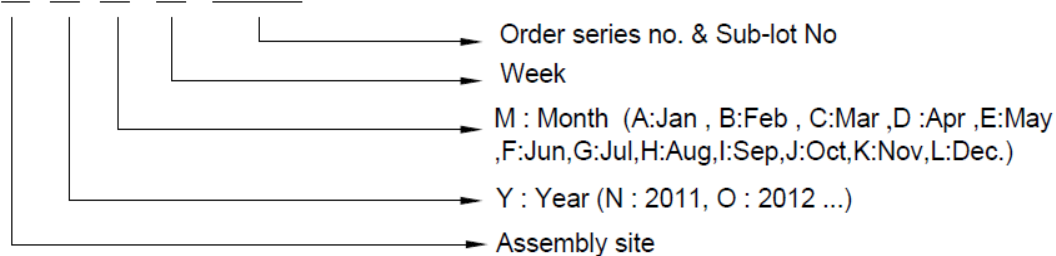 Order series no. & Sub-lot No
Week
M : Month (A:Jan , B:Feb , C:Mar ,D :Apr ,E:May
,F:Jun,G:Jul,H:Aug,I:Sep,J:Oct,K:Nov,L:Dec.)
Y : Year (N : 2011, O : 2012 ...)
Assembly site